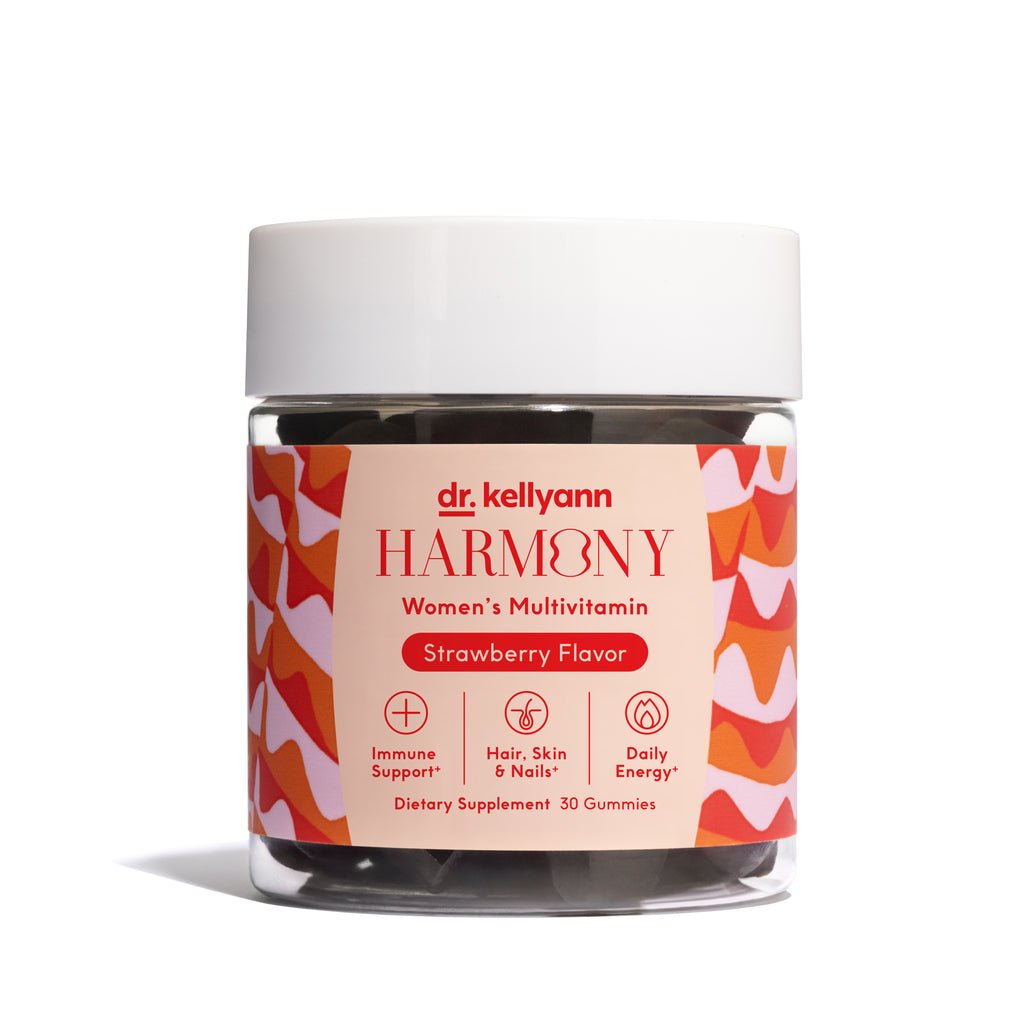 dr. kellyann
HARMONY
Women's Multivitamin
Strawberry Flavor
Immune Support⁺
Hair, Skin & Nails⁺
Daily Energy⁺
Dietary Supplement 30 Gummies